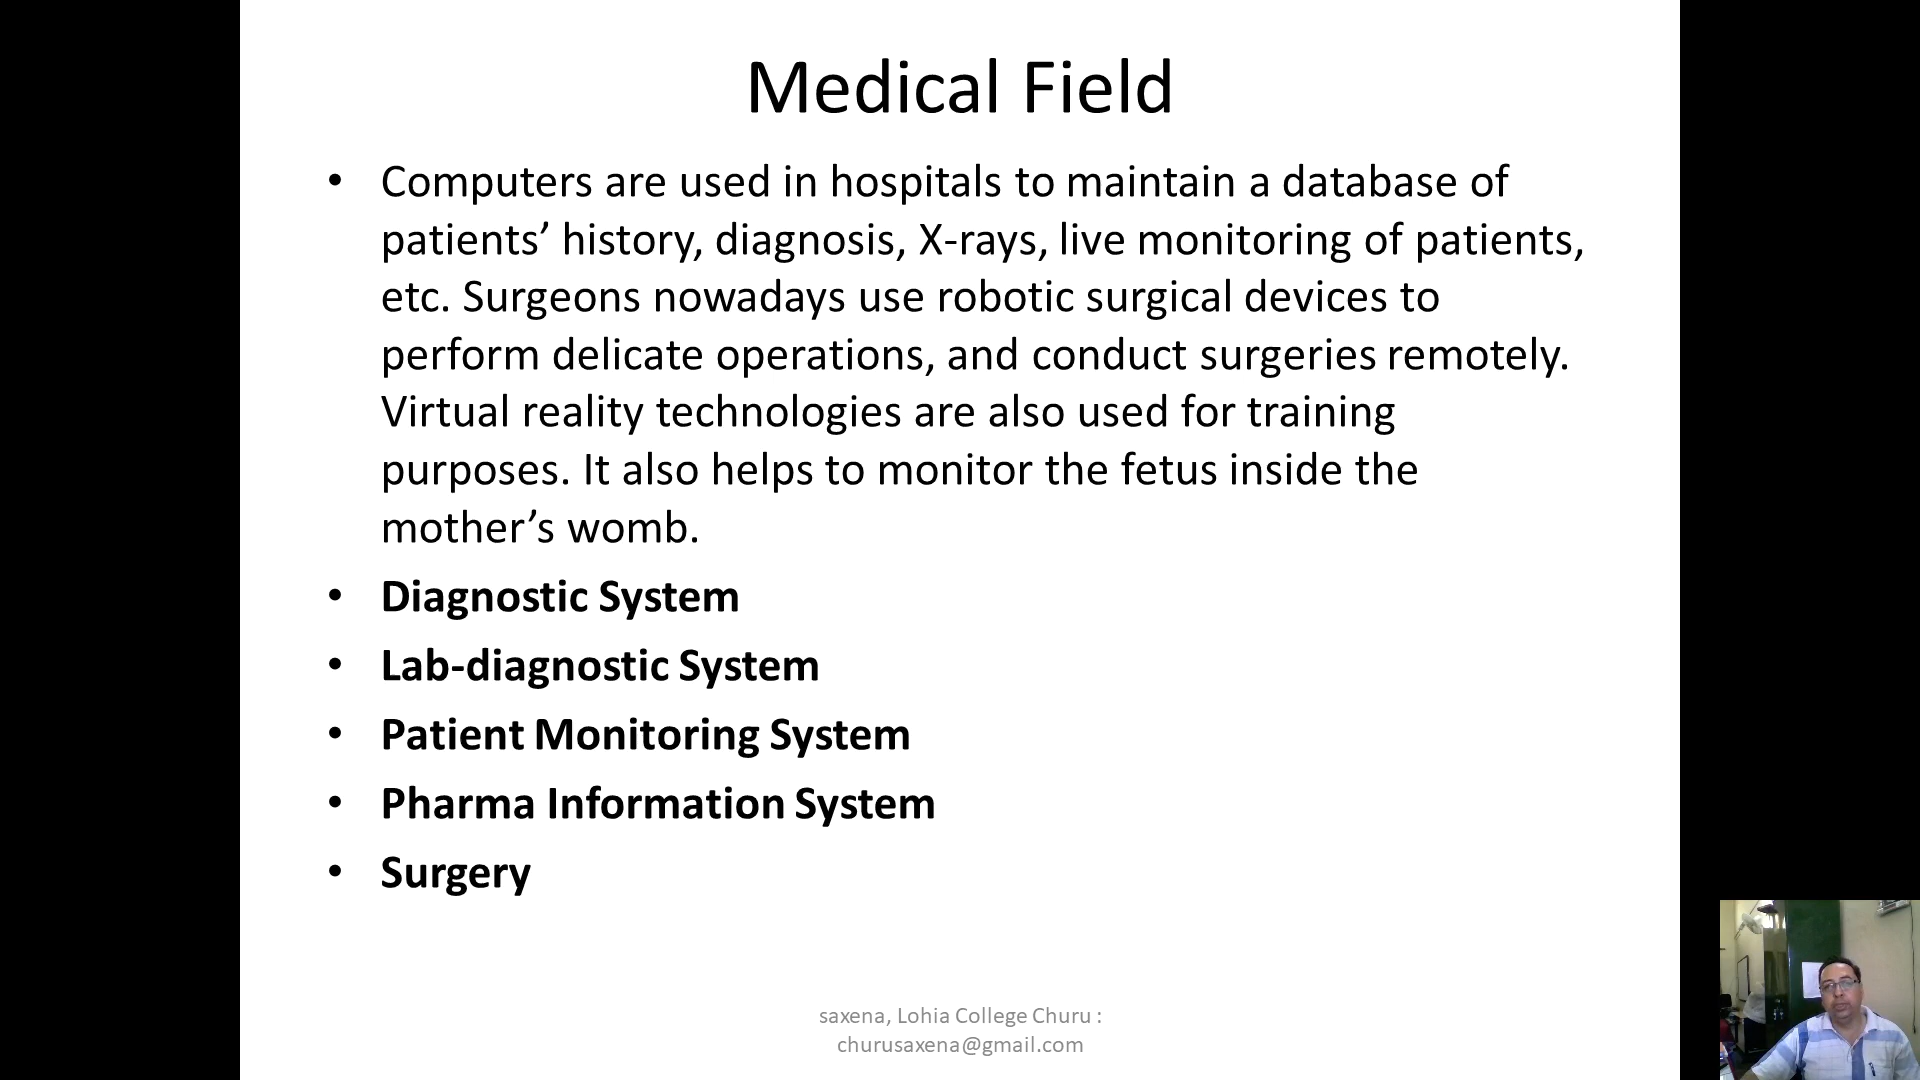 Medical Field
• Computers are used in hospitals to maintain a database of
patients’ history, diagnosis, X-rays, live monitoring of patients,
etc. Surgeons nowadays use robotic surgical devices to
perform delicate operations, and conduct surgeries remotely.
Virtual reality technologies are also used for training
purposes. It also helps to monitor the fetus inside the
mother’s womb.
• Diagnostic System
• Lab-diagnostic System
• Patient Monitoring System
• Pharma Information System
• Surgery
saxena, Lohia College Churu :
churusaxena@gmail.com